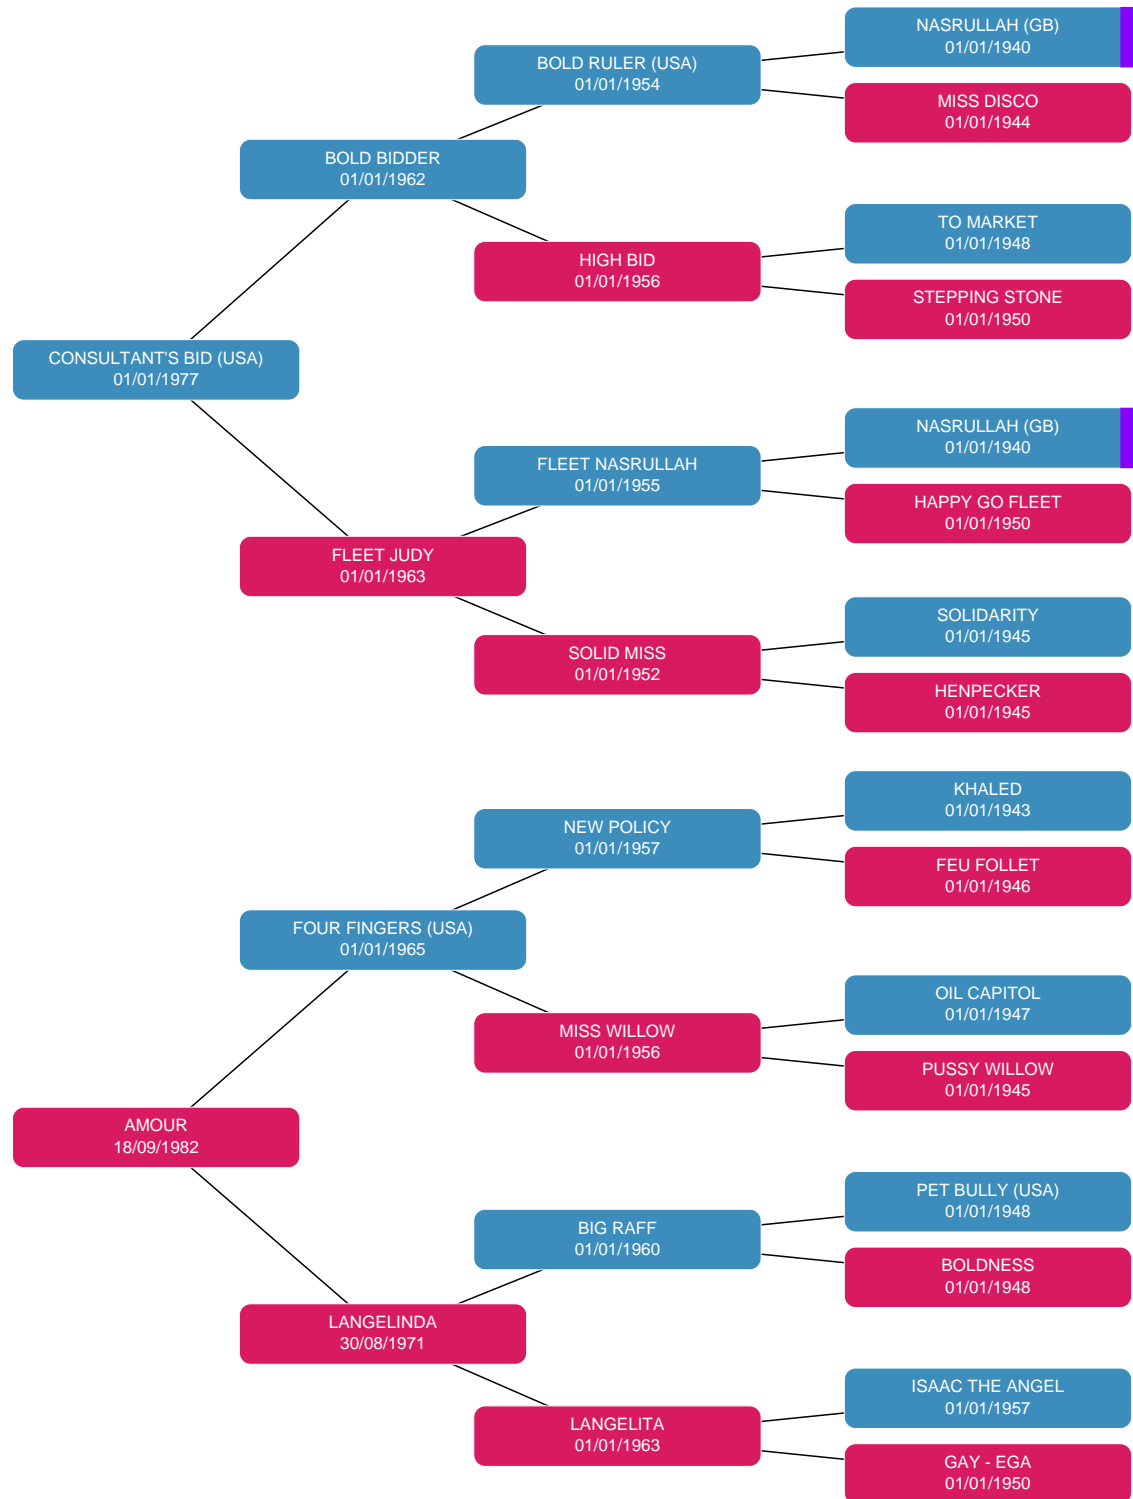 NASRULLAH (GB)
01/01/1940
BOLD RULER (USA)
01/01/1954
MISS DISCO
01/01/1944
BOLD BIDDER
01/01/1962
TO MARKET
01/01/1948
HIGH BID
01/01/1956
STEPPING STONE
01/01/1950
CONSULTANT'S BID (USA)
01/01/1977
NASRULLAH (GB)
01/01/1940
FLEET NASRULLAH
01/01/1955
HAPPY GO FLEET
01/01/1950
FLEET JUDY
01/01/1963
SOLIDARITY
01/01/1945
SOLID MISS
01/01/1952
HENPECKER
01/01/1945
KHALED
01/01/1943
NEW POLICY
01/01/1957
FEU FOLLET
01/01/1946
FOUR FINGERS (USA)
01/01/1965
OIL CAPITOL
01/01/1947
MISS WILLOW
01/01/1956
PUSSY WILLOW
01/01/1945
AMOUR
18/09/1982
PET BULLY (USA)
01/01/1948
BIG RAFF
01/01/1960
BOLDNESS
01/01/1948
LANGELINDA
30/08/1971
ISAAC THE ANGEL
01/01/1957
LANGELITA
01/01/1963
GAY - EGA
01/01/1950